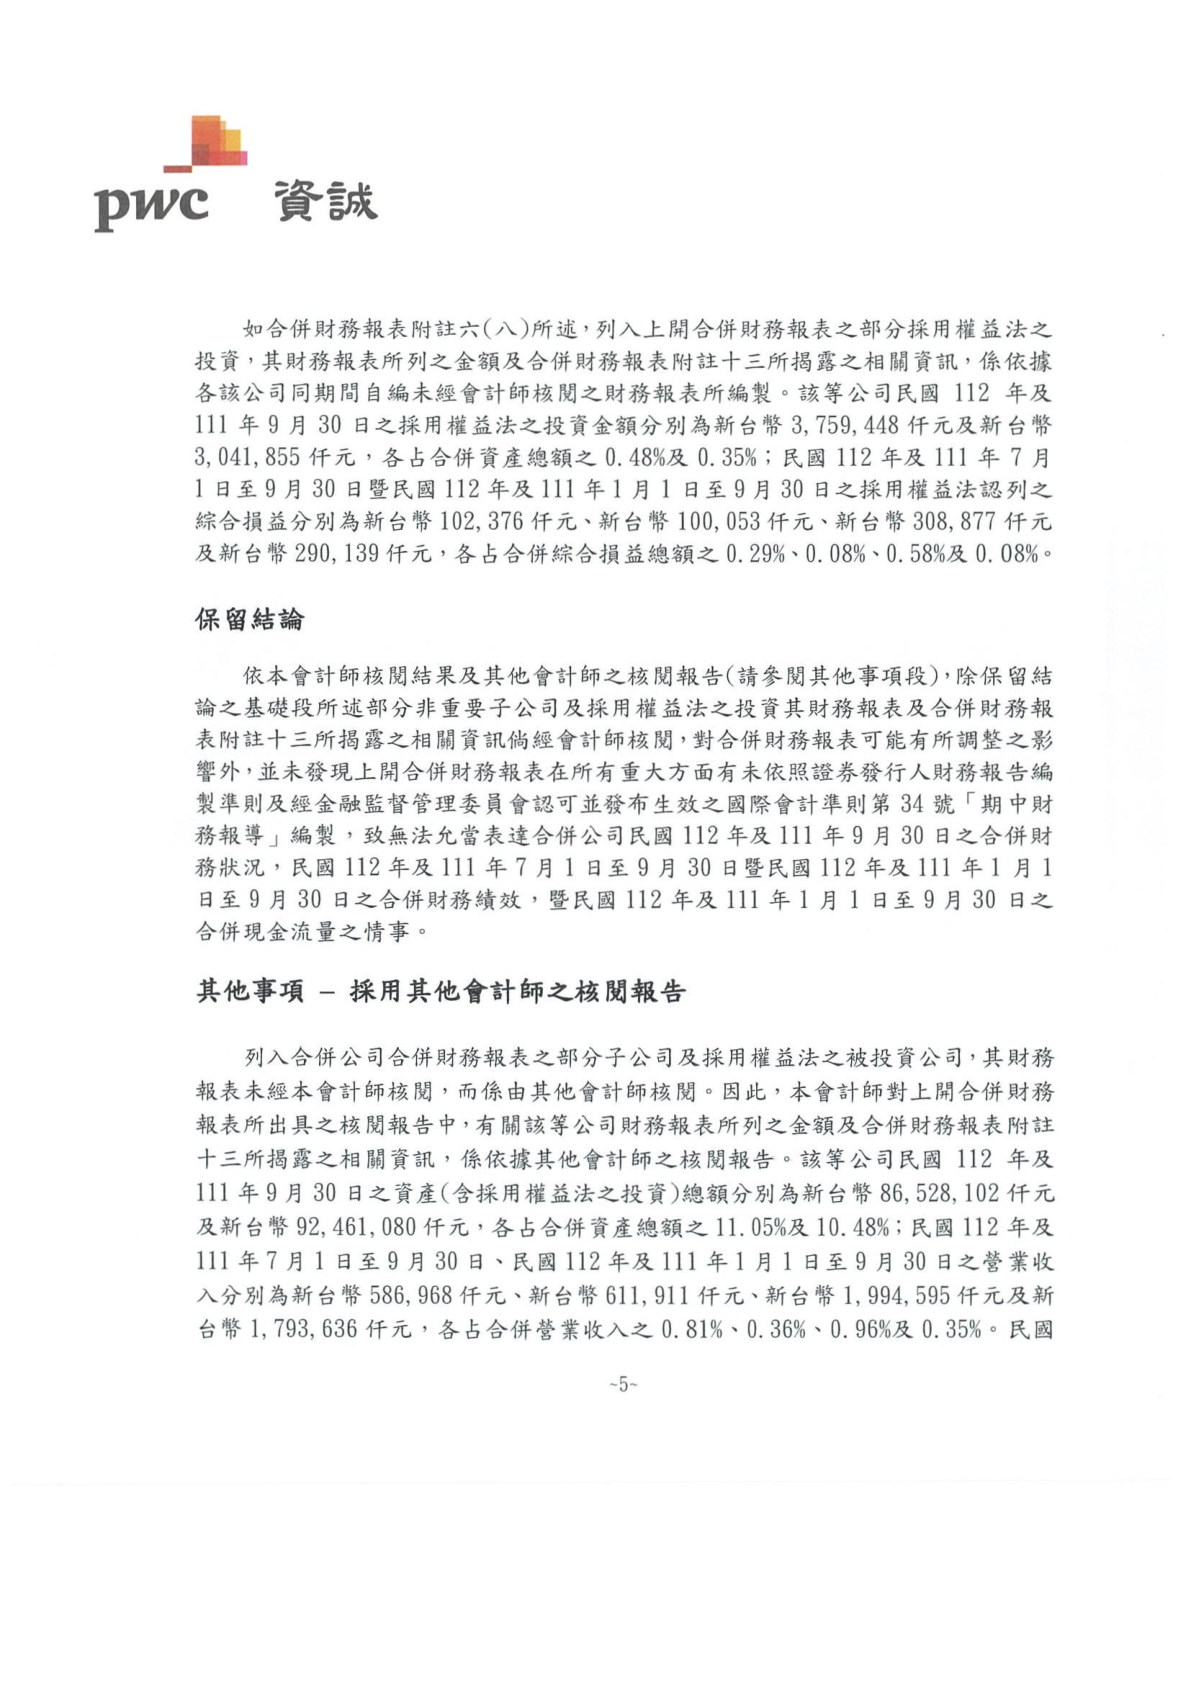 pwc 資誠
如合併財務報表附註六(八)所述，列入上開合併財務報表之部分採用權益法之
投資，其財務報表所列之金額及合併財務報表附註十三所揭露之相關資訊，係依據
各該公司同期間自編未經會計師核閱之財務報表所編製。該等公司民國 112 年及
111 年 9 月 30 日之採用權益法之投資金額分別為新台幣 3,759,448 仟元及新台幣
3,041,855 仟元，各占合併資產總額之 0.48%及 0.35%；民國 112 年及 111 年 7 月
1 日至 9 月 30 日暨民國 112 年及 111 年 1 月 1 日至 9 月 30 日之採用權益法認列之
綜合損益分別為新台幣 102,376 仟元、新台幣 100,053 仟元、新台幣 308,877 仟元
及新台幣 290,139 仟元，各占合併綜合損益總額之 0.29%、0.08%、0.58%及 0.08%。
保留結論
依本會計師核閱結果及其他會計師之核閱報告(請參閱其他事項段)，除保留結
論之基礎段所述部分非重要子公司及採用權益法之投資其財務報表及合併財務報
表附註十三所揭露之相關資訊倘經會計師核閱，對合併財務報表可能有所調整之影
響外，並未發現上開合併財務報表在所有重大方面有未依照證券發行人財務報告編
製準則及經金融監督管理委員會認可並發布生效之國際會計準則第 34 號「期中財
務報導」編製，致無法允當表達合併公司民國 112 年及 111 年 9 月 30 日之合併財
務狀況，民國 112 年及 111 年 7 月 1 日至 9 月 30 日暨民國 112 年及 111 年 1 月 1
日至 9 月 30 日之合併財務績效，暨民國 112 年及 111 年 1 月 1 日至 9 月 30 日之
合併現金流量之情事。
其他事項 – 採用其他會計師之核閱報告
列入合併公司合併財務報表之部分子公司及採用權益法之被投資公司，其財務
報表未經本會計師核閱，而係由其他會計師核閱。因此，本會計師對上開合併財務
報表所出具之核閱報告中，有關該等公司財務報表所列之金額及合併財務報表附註
十三所揭露之相關資訊，係依據其他會計師之核閱報告。該等公司民國 112 年及
111 年 9 月 30 日之資產(含採用權益法之投資)總額分別為新台幣 86,528,102 仟元
及新台幣 92,461,080 仟元，各占合併資產總額之 11.05%及 10.48%；民國 112 年及
111 年 7 月 1 日至 9 月 30 日、民國 112 年及 111 年 1 月 1 日至 9 月 30 日之營業收
入分別為新台幣 586,968 仟元、新台幣 611,911 仟元、新台幣 1,994,595 仟元及新
台幣 1,793,636 仟元，各占合併營業收入之 0.81%、0.36%、0.96%及 0.35%。民國
~5~